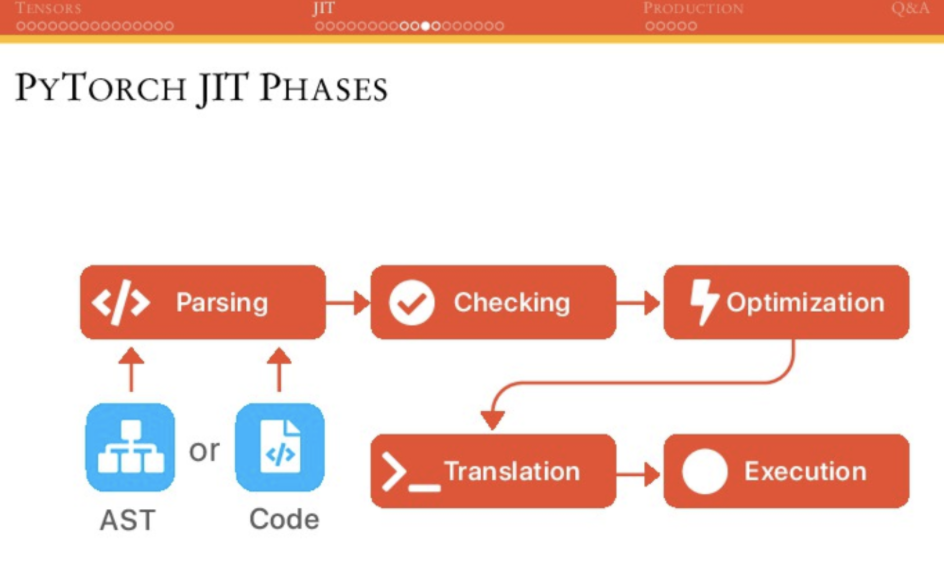 TENSORS JIT PRODUCTION Q&A
PYTORCH JIT PHASES
Parsing Checking Optimization
or
Translation Execution
AST Code